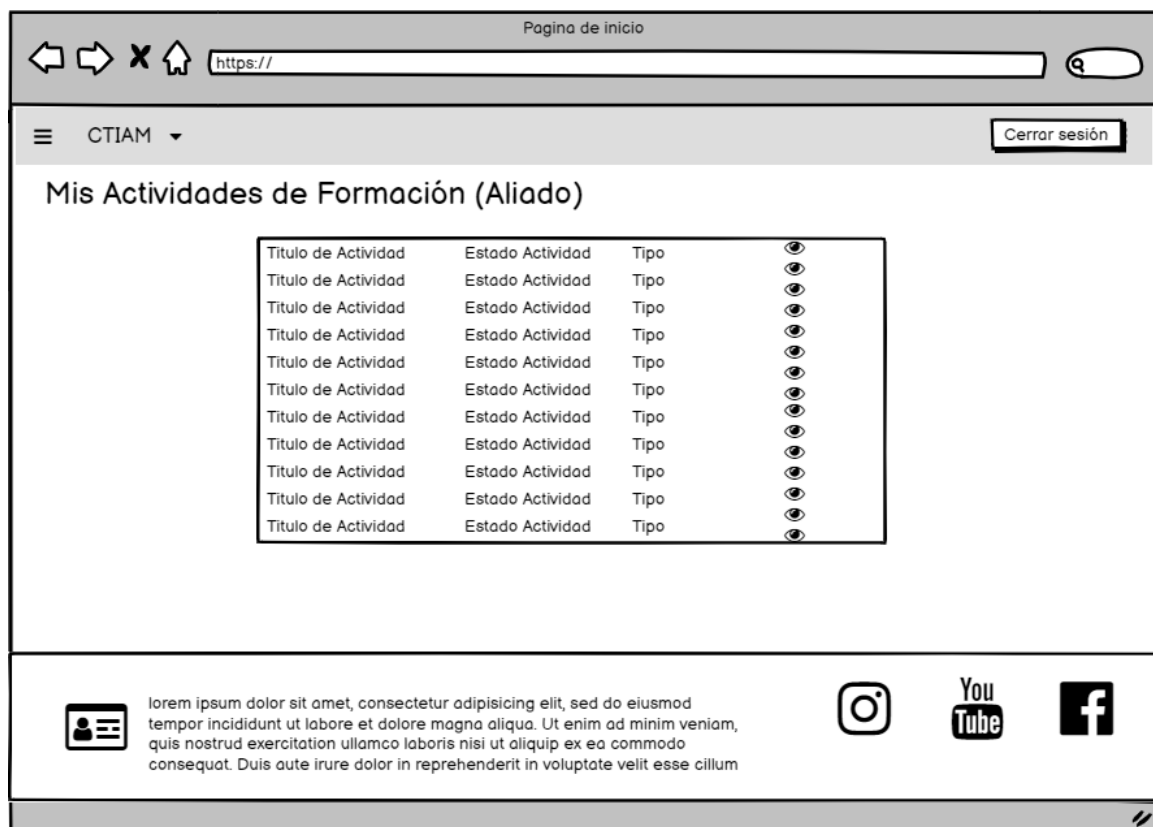 Pagina de inicio
https://
CTIAM
Cerrar sesión
Mis Actividades de Formación (Aliado)
Titulo de Actividad Estado Actividad Tipo
Titulo de Actividad Estado Actividad Tipo
Titulo de Actividad Estado Actividad Tipo
Titulo de Actividad Estado Actividad Tipo
Titulo de Actividad Estado Actividad Tipo
Titulo de Actividad Estado Actividad Tipo
Titulo de Actividad Estado Actividad Tipo
Titulo de Actividad Estado Actividad Tipo
Titulo de Actividad Estado Actividad Tipo
Titulo de Actividad Estado Actividad Tipo
Titulo de Actividad Estado Actividad Tipo
lorem ipsum dolor sit amet, consectetur adipisicing elit, sed do eiusmod
tempor incididunt ut labore et dolore magna aliqua. Ut enim ad minim veniam,
quis nostrud exercitation ullamco laboris nisi ut aliquip ex ea commodo
consequat. Duis aute irure dolor in reprehenderit in voluptate velit esse cillum
You
Tube